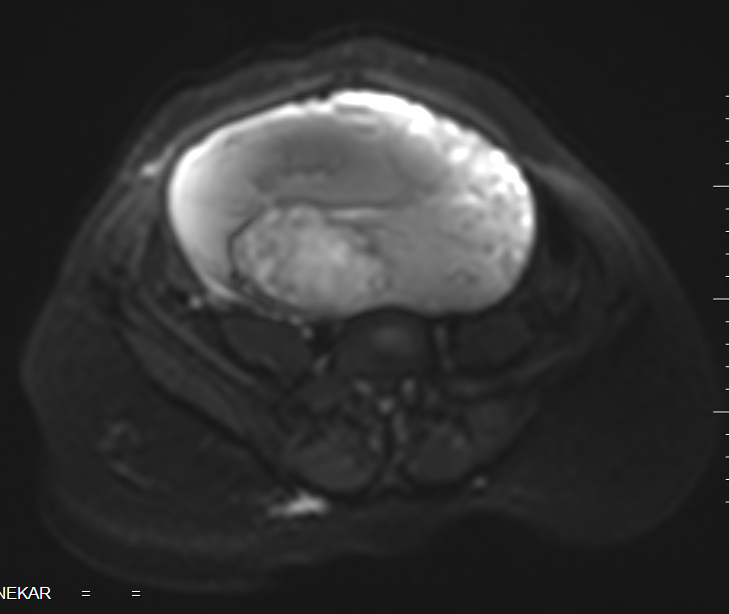 NEKAR = =